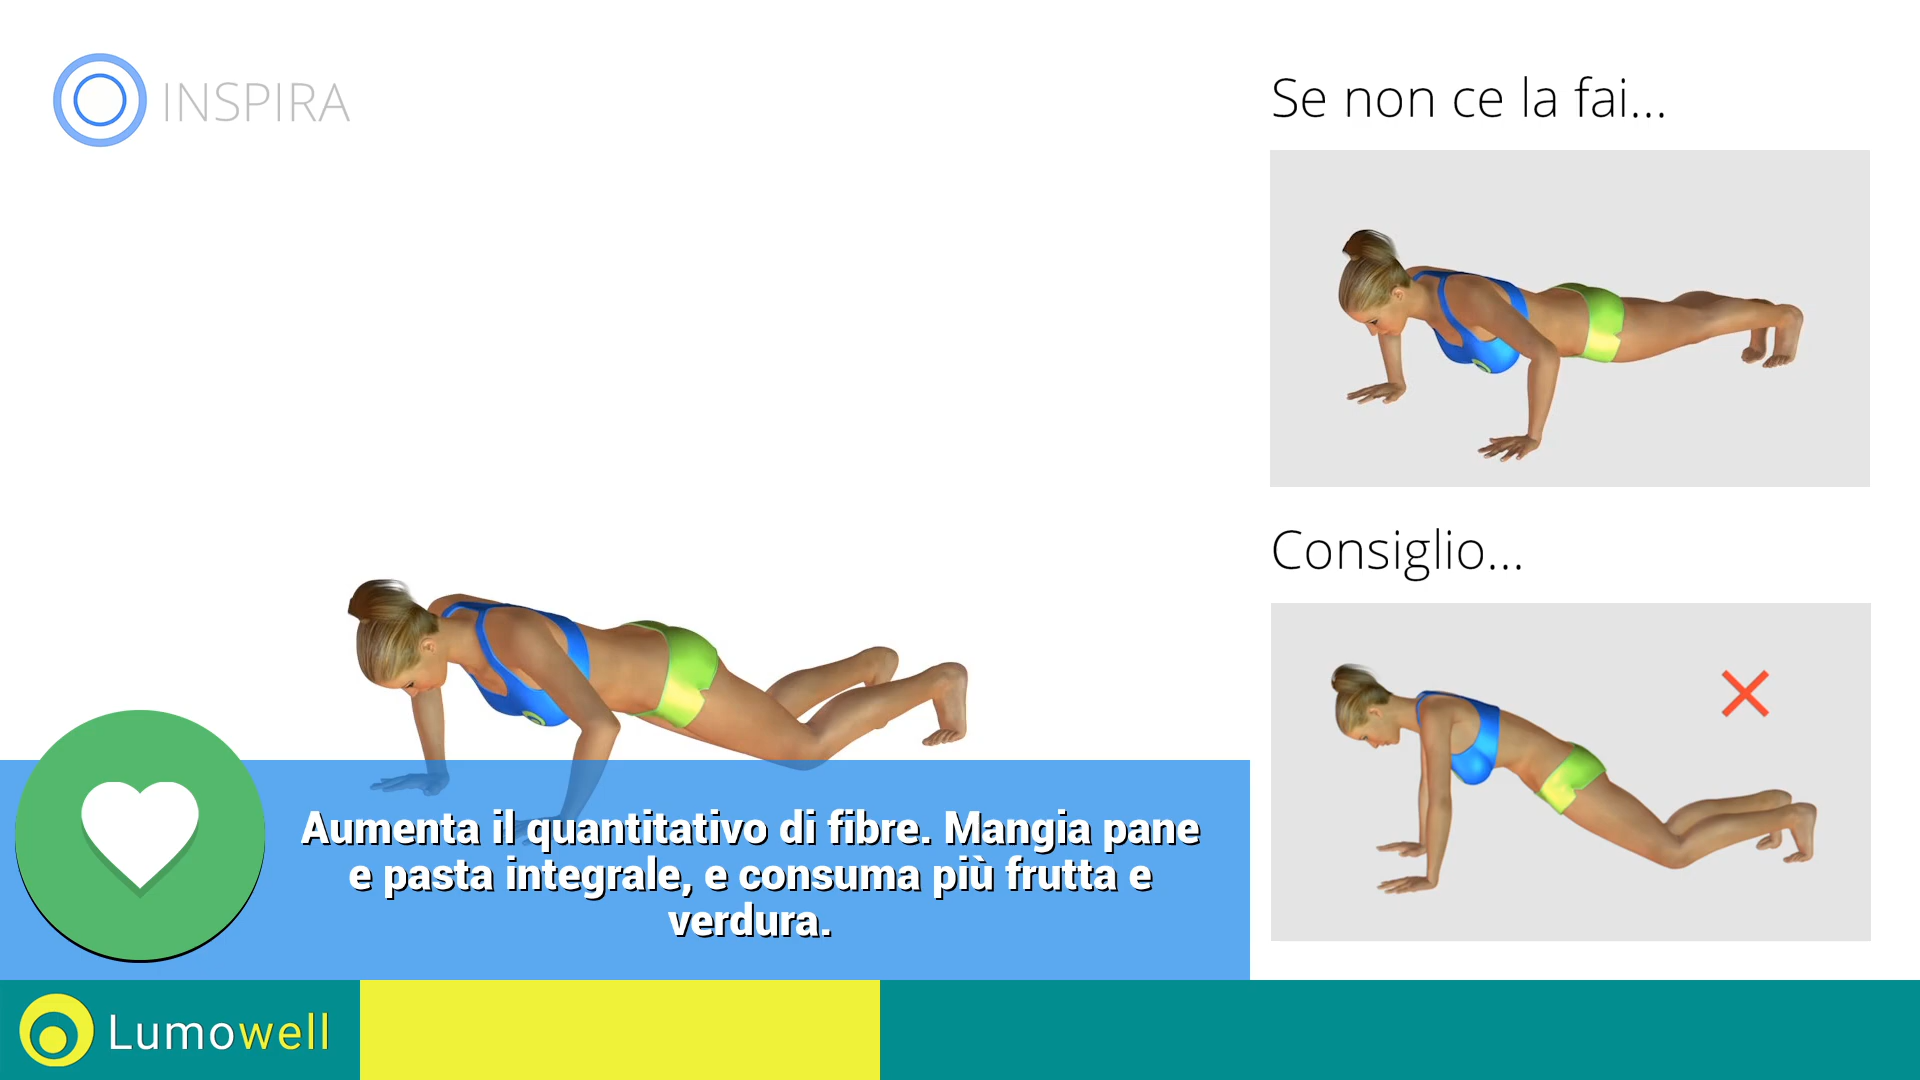 INSPIRA
Se non ce la fai...
Consiglio...
Aumenta il quantitativo di fibre. Mangia pane
e pasta integrale, e consuma più frutta e
verdura.
Lumowell